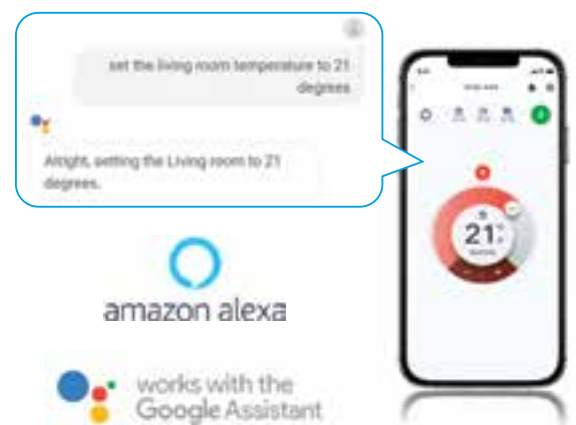 set the living room temperature to 21
degrees
Alright, setting the Living room to 21
degrees.
21
amazon alexa
works with the
Google Assistant